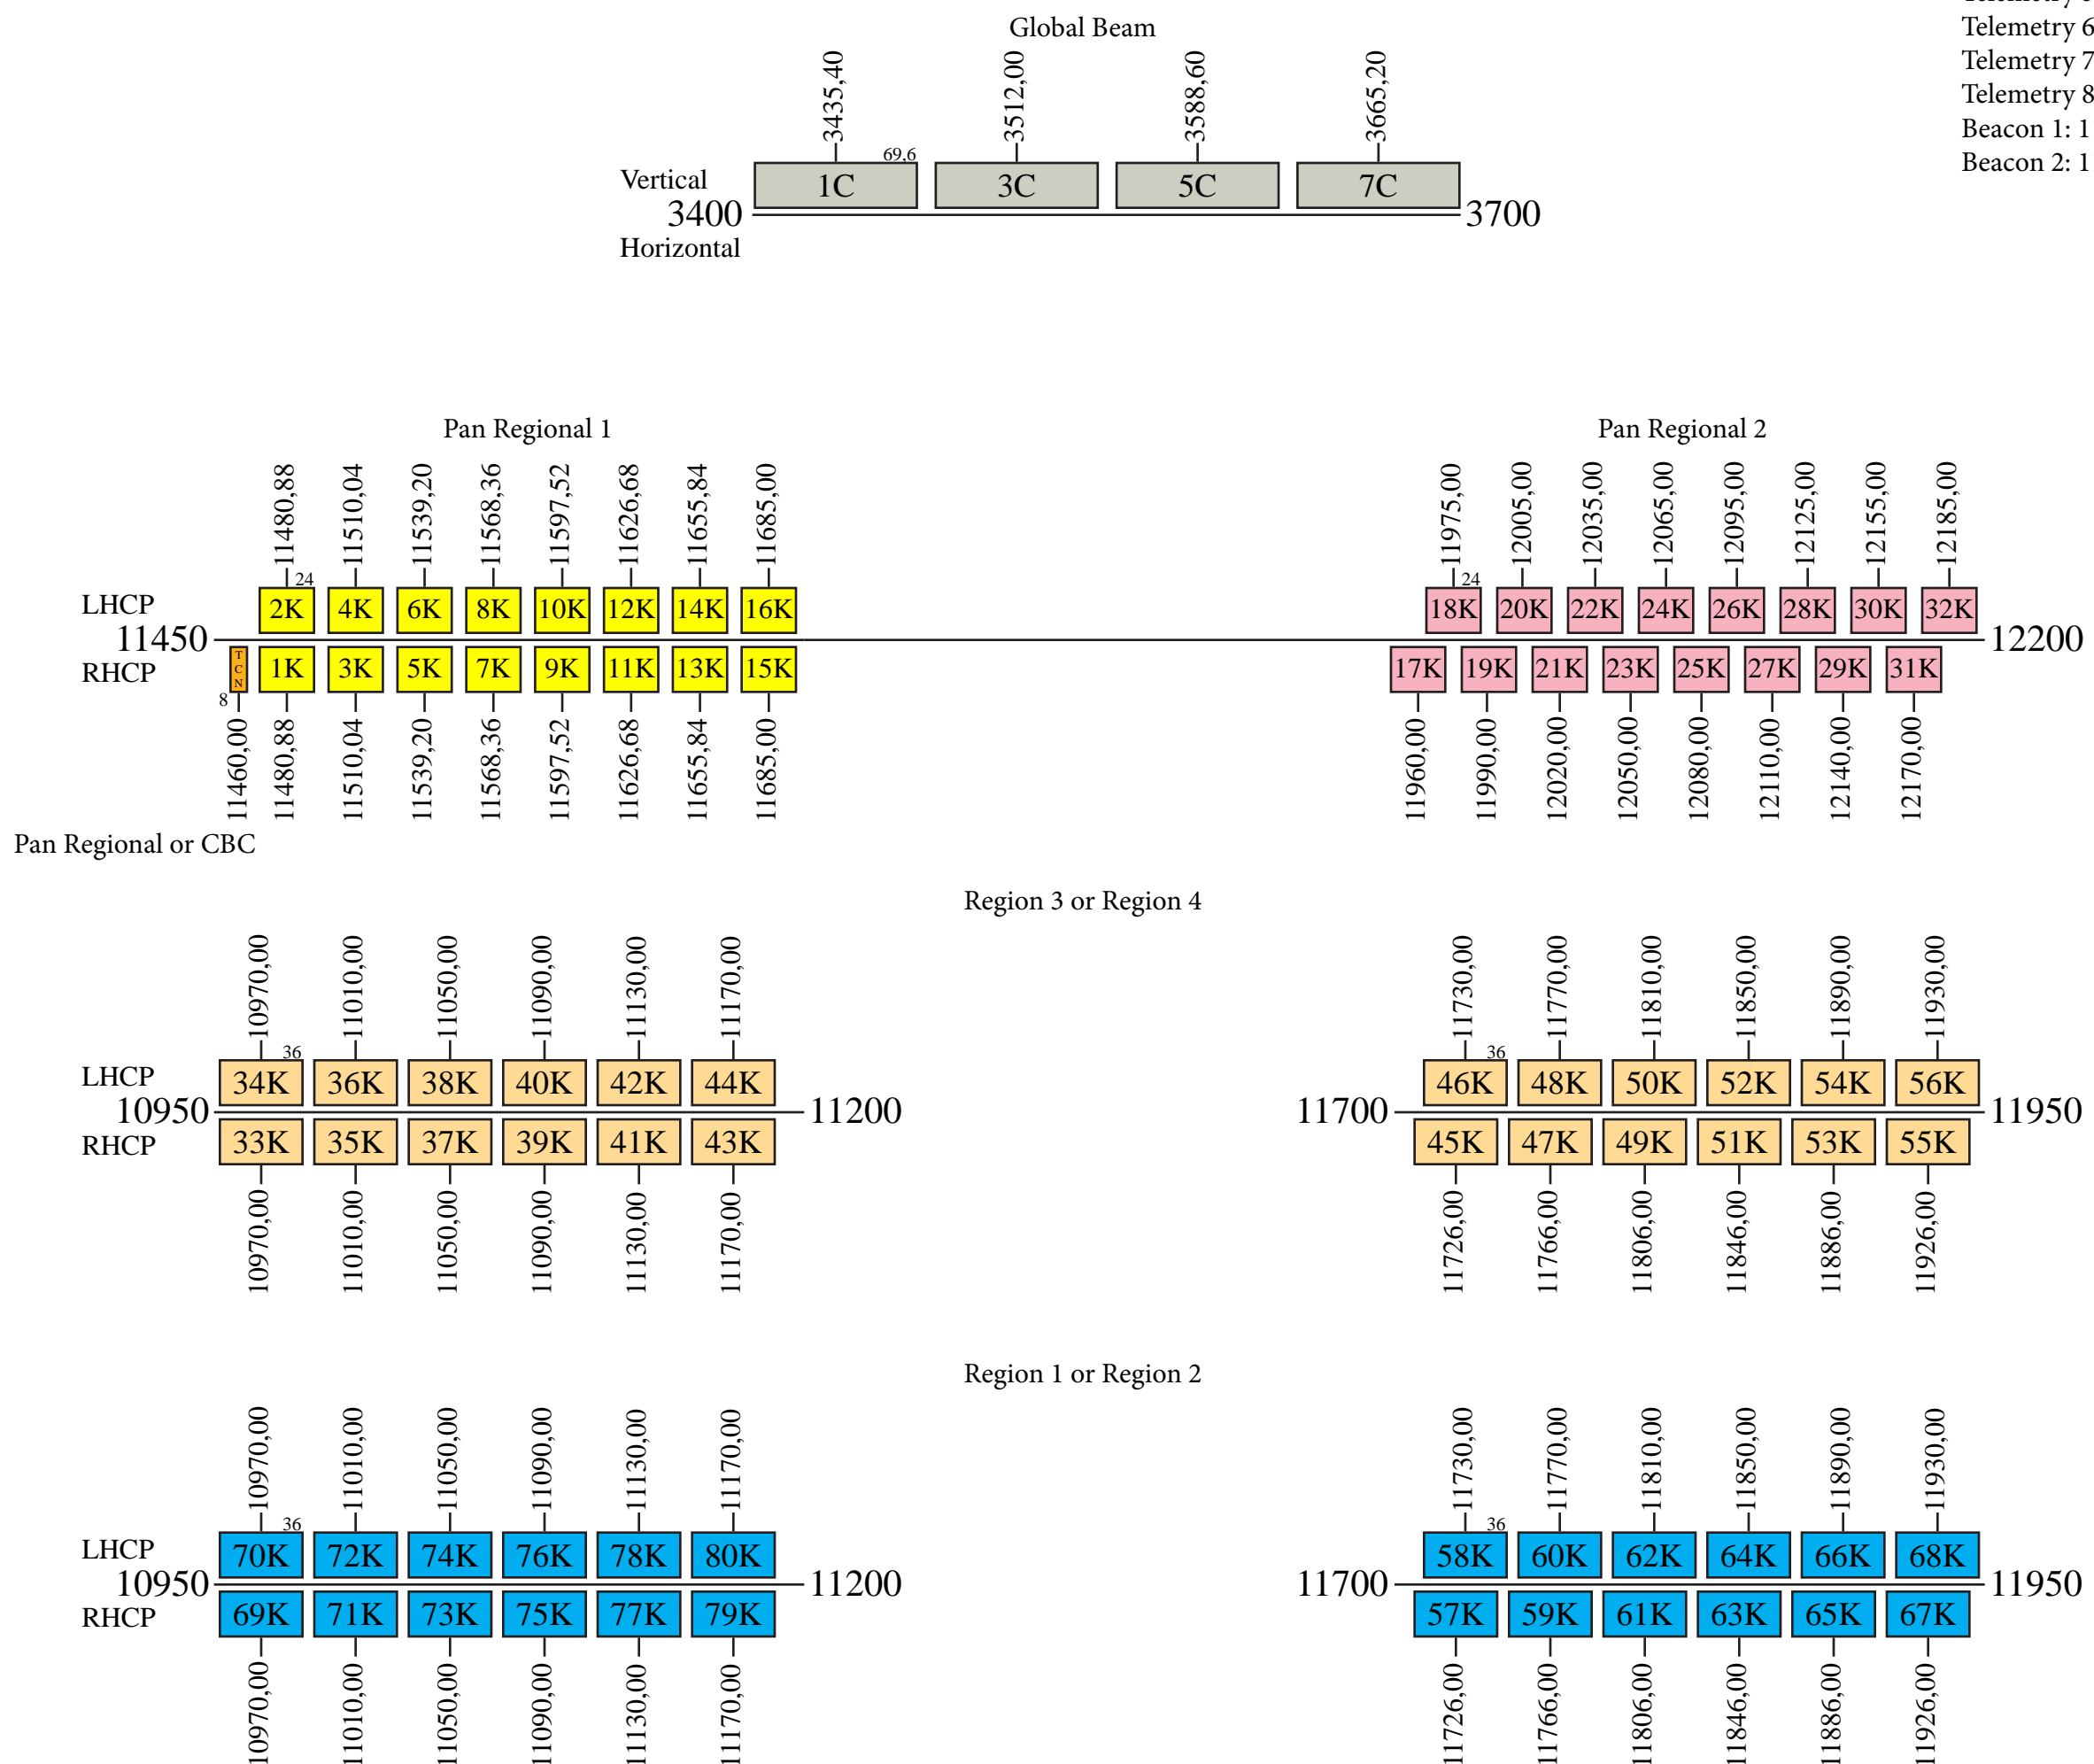 Global Beam
Telemetry 6
Telemetry 7
Telemetry 8
Beacon 1: 1
Beacon 2: 1
3435,40 3512,00 3588,60 3665,20
69,6
Vertical 1C 3C 5C 7C
3400 3700
Horizontal
Pan Regional 1
11480,88 11510,04 11539,20 11568,36 11597,52 11626,68 11655,84 11685,00
24
LHCP 2K 4K 6K 8K 10K 12K 14K 16K
11450
RHCP TCN 1K 3K 5K 7K 9K 11K 13K 15K
8
11460,00 11480,88 11510,04 11539,20 11568,36 11597,52 11626,68 11655,84 11685,00
Pan Regional or CBC
Pan Regional 2
11975,00 12005,00 12035,00 12065,00 12095,00 12125,00 12155,00 12185,00
24
18K 20K 22K 24K 26K 28K 30K 32K
12200
17K 19K 21K 23K 25K 27K 29K 31K
11960,00 11990,00 12020,00 12050,00 12080,00 12110,00 12140,00 12170,00
Region 3 or Region 4
10970,00 11010,00 11050,00 11090,00 11130,00 11170,00
36
LHCP 34K 36K 38K 40K 42K 44K
10950 11200
RHCP 33K 35K 37K 39K 41K 43K
10970,00 11010,00 11050,00 11090,00 11130,00 11170,00
11730,00 11770,00 11810,00 11850,00 11890,00 11930,00
36
46K 48K 50K 52K 54K 56K
11700 11950
45K 47K 49K 51K 53K 55K
11726,00 11766,00 11806,00 11846,00 11886,00 11926,00
Region 1 or Region 2
10970,00 11010,00 11050,00 11090,00 11130,00 11170,00
36
LHCP 70K 72K 74K 76K 78K 80K
10950 11200
RHCP 69K 71K 73K 75K 77K 79K
10970,00 11010,00 11050,00 11090,00 11130,00 11170,00
11730,00 11770,00 11810,00 11850,00 11890,00 11930,00
36
58K 60K 62K 64K 66K 68K
11700 11950
57K 59K 61K 63K 65K 67K
11726,00 11766,00 11806,00 11846,00 11886,00 11926,00